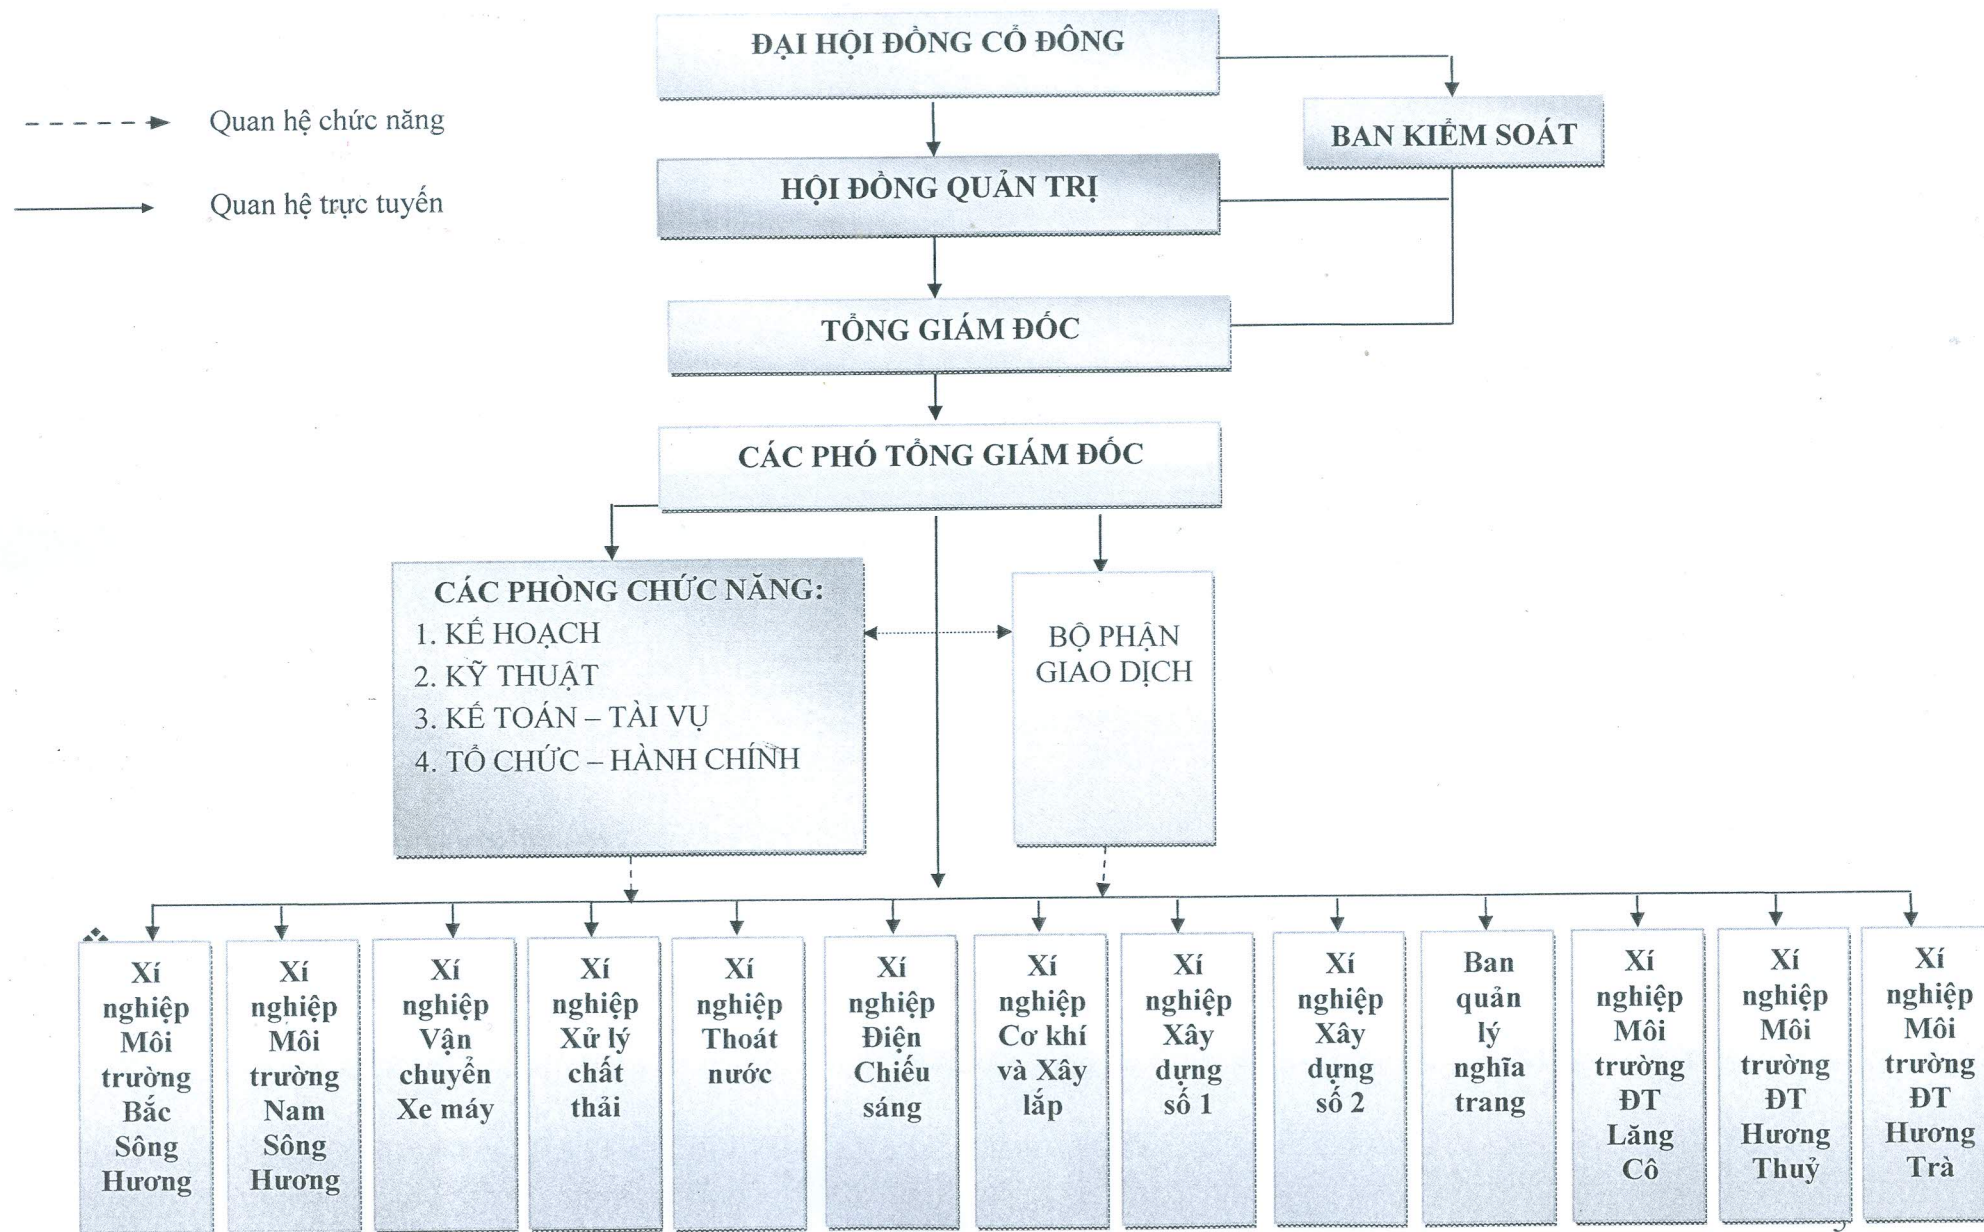 ĐẠI HỘI ĐỒNG CỔ ĐÔNG
Quan hệ chức năng
BAN KIỂM SOÁT
Quan hệ trực tuyến
HỘI ĐỒNG QUẢN TRỊ
TỔNG GIÁM ĐỐC
CÁC PHÓ TỔNG GIÁM ĐỐC
CÁC PHÒNG CHỨC NĂNG:
1. KẾ HOẠCH
2. KỸ THUẬT
3. KẾ TOÁN – TÀI VỤ
4. TỔ CHỨC – HÀNH CHÍNH
BỘ PHẬN
GIAO DỊCH
Xí
nghiệp
Môi
trường
Bắc
Sông
Hương
Xí
nghiệp
Môi
trường
Nam
Sông
Hương
Xí
nghiệp
Vận
chuyển
Xe máy
Xí
nghiệp
Xử lý
chất
thải
Xí
nghiệp
Thoát
nước
Xí
nghiệp
Điện
Chiếu
sáng
Xí
nghiệp
Cơ khí
và Xây
lắp
Xí
nghiệp
Xây
dựng
số 1
Xí
nghiệp
Xây
dựng
số 2
Ban
quản
lý
nghĩa
trang
Xí
nghiệp
Môi
trường
ĐT
Lăng
Cô
Xí
nghiệp
Môi
trường
ĐT
Hương
Thuỷ
Xí
nghiệp
Môi
trường
ĐT
Hương
Trà